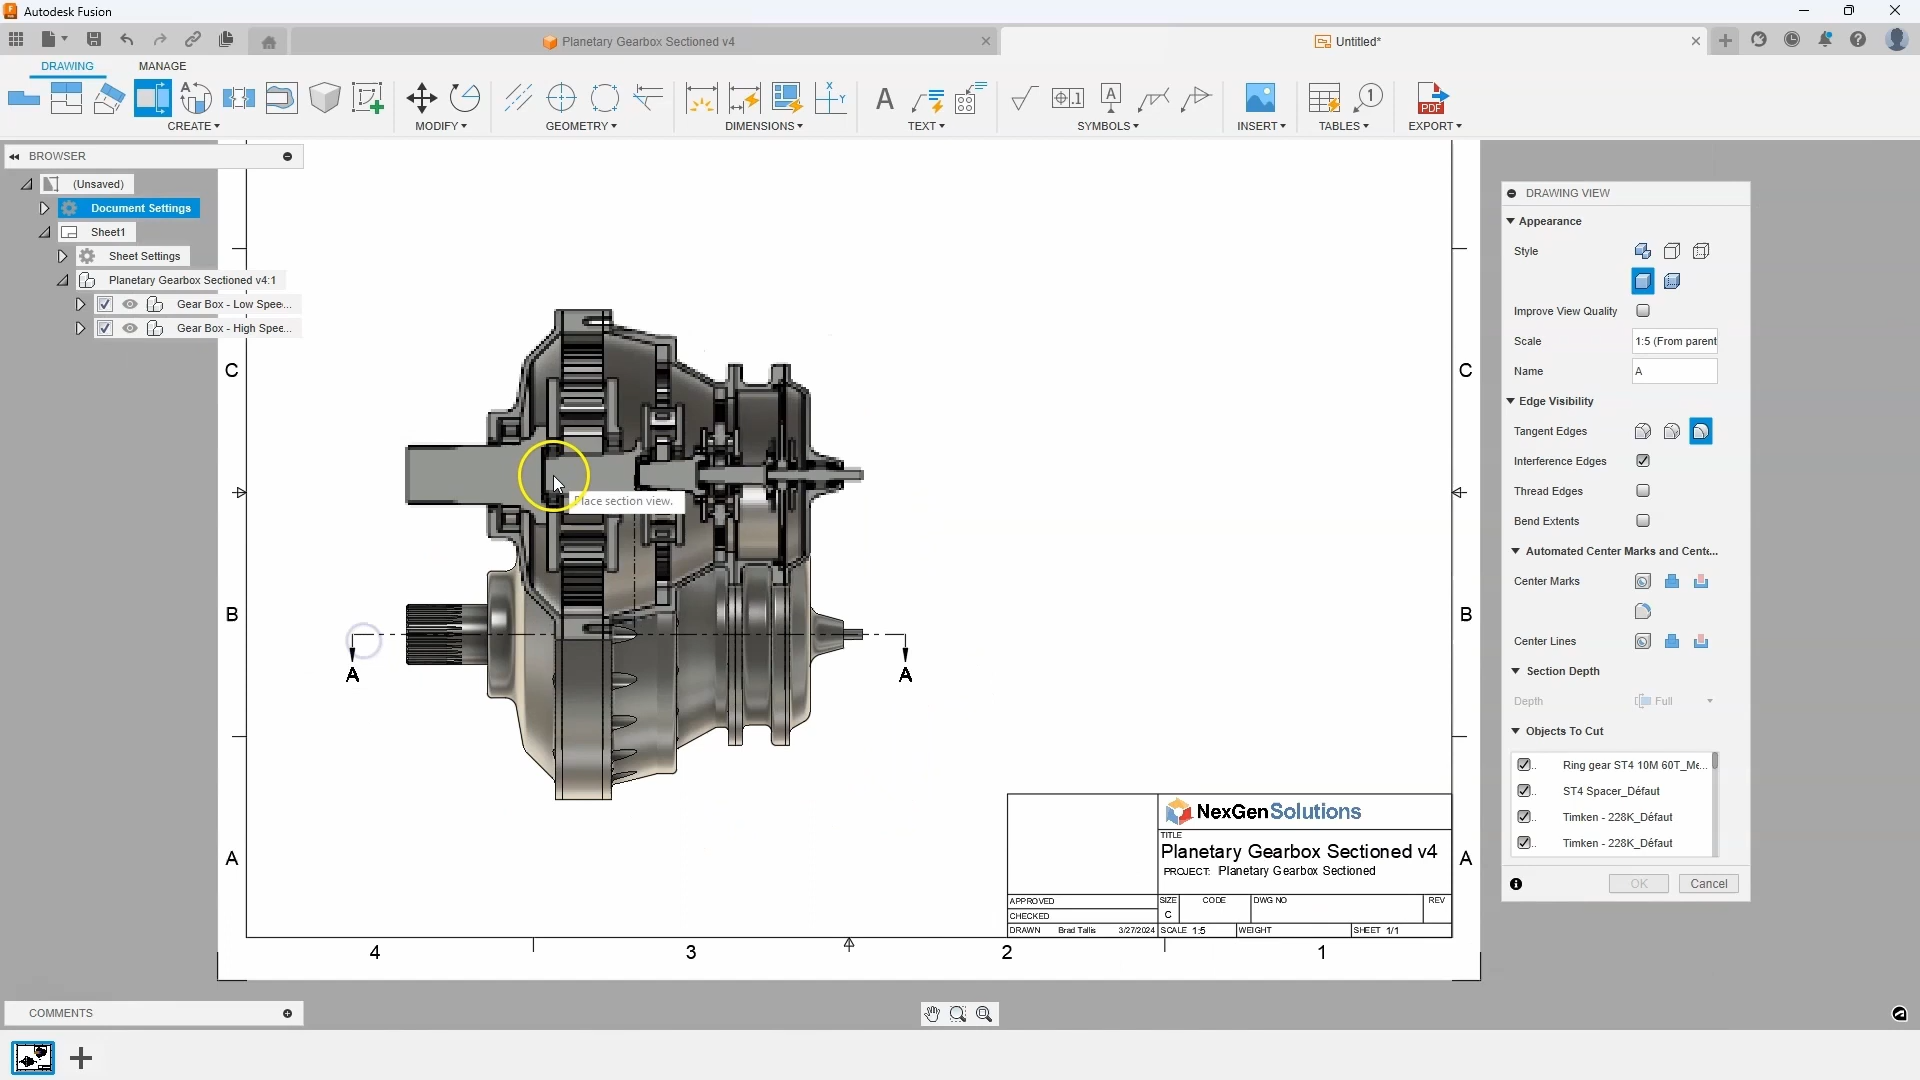 Autodesk Fusion
Planetary Gearbox Sectioned v4
Untitled*
DRAWING
MANAGE
CREATE
MODIFY
GEOMETRY
DIMENSIONS
TEXT
SYMBOLS
INSERT
TABLES
EXPORT
BROWSER
(Unsaved)
Document Settings
Sheet1
Sheet Settings
Planetary Gearbox Sectioned v4:1
Gear Box - Low Spee...
Gear Box - High Spee...
C
C
B
B
A
A
4
3
2
1
Place section view.
A
A
NexGenSolutions
TITLE
Planetary Gearbox Sectioned v4
PROJECT: Planetary Gearbox Sectioned
APPROVED
CHECKED
DRAWN Brad Tallis 3/27/2024
SIZE
C
CODE
DWG NO
REV
SCALE 1:5
WEIGHT
SHEET 1/1
DRAWING VIEW
Appearance
Style
Improve View Quality
Scale 1:5 (From parent
Name A
Edge Visibility
Tangent Edges
Interference Edges
Thread Edges
Bend Extents
Automated Center Marks and Cente...
Center Marks
Center Lines
Section Depth
Depth Full
Objects To Cut
Ring gear ST4 10M 60T_Me...
ST4 Spacer_Défaut
Timken - 228K_Défaut
Timken - 228K_Défaut
OK
Cancel
COMMENTS